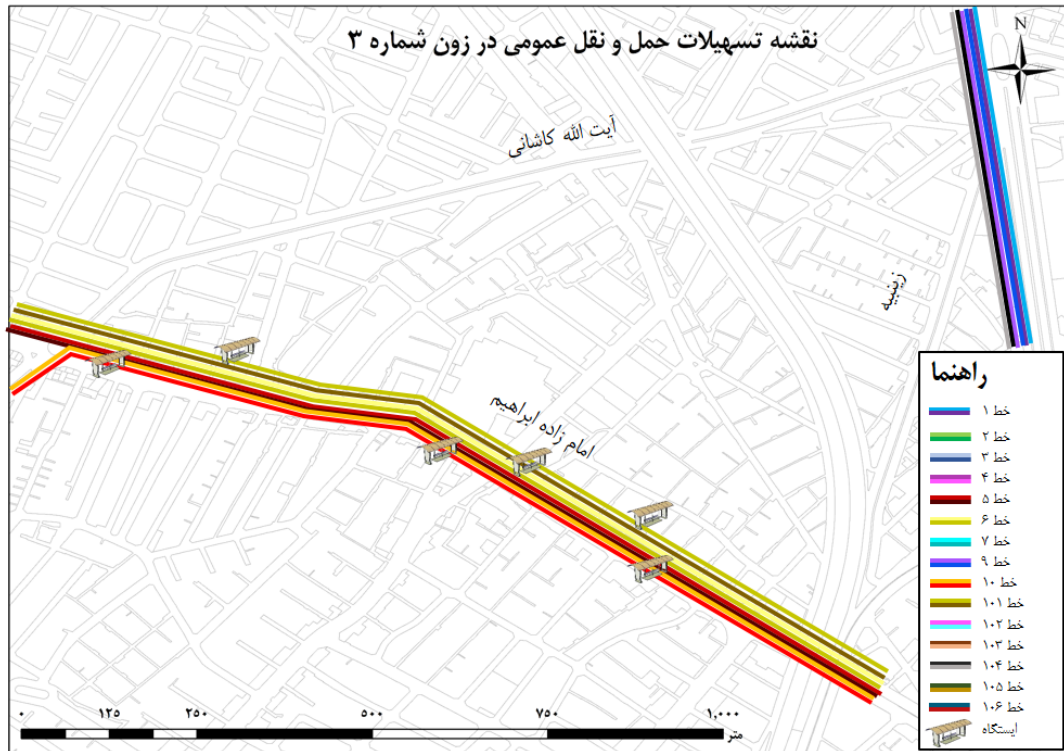 نقشه تسهیلات حمل و نقل عمومی در زون شماره ۳
N
آیت الله کاشانی
زینبیه
امام زاده ابراهیم
راهنما
خط ۱
خط ۲
خط ۳
خط ۴
خط ۵
خط ۶
خط ۷
خط ۹
خط ۱۰
خط ۱۰۱
خط ۱۰۲
خط ۱۰۳
خط ۱۰۴
خط ۱۰۵
خط ۱۰۶
ایستگاه
۰ ۱۲۵ ۲۵۰ ۵۰۰ ۷۵۰ ۱,۰۰۰
متر